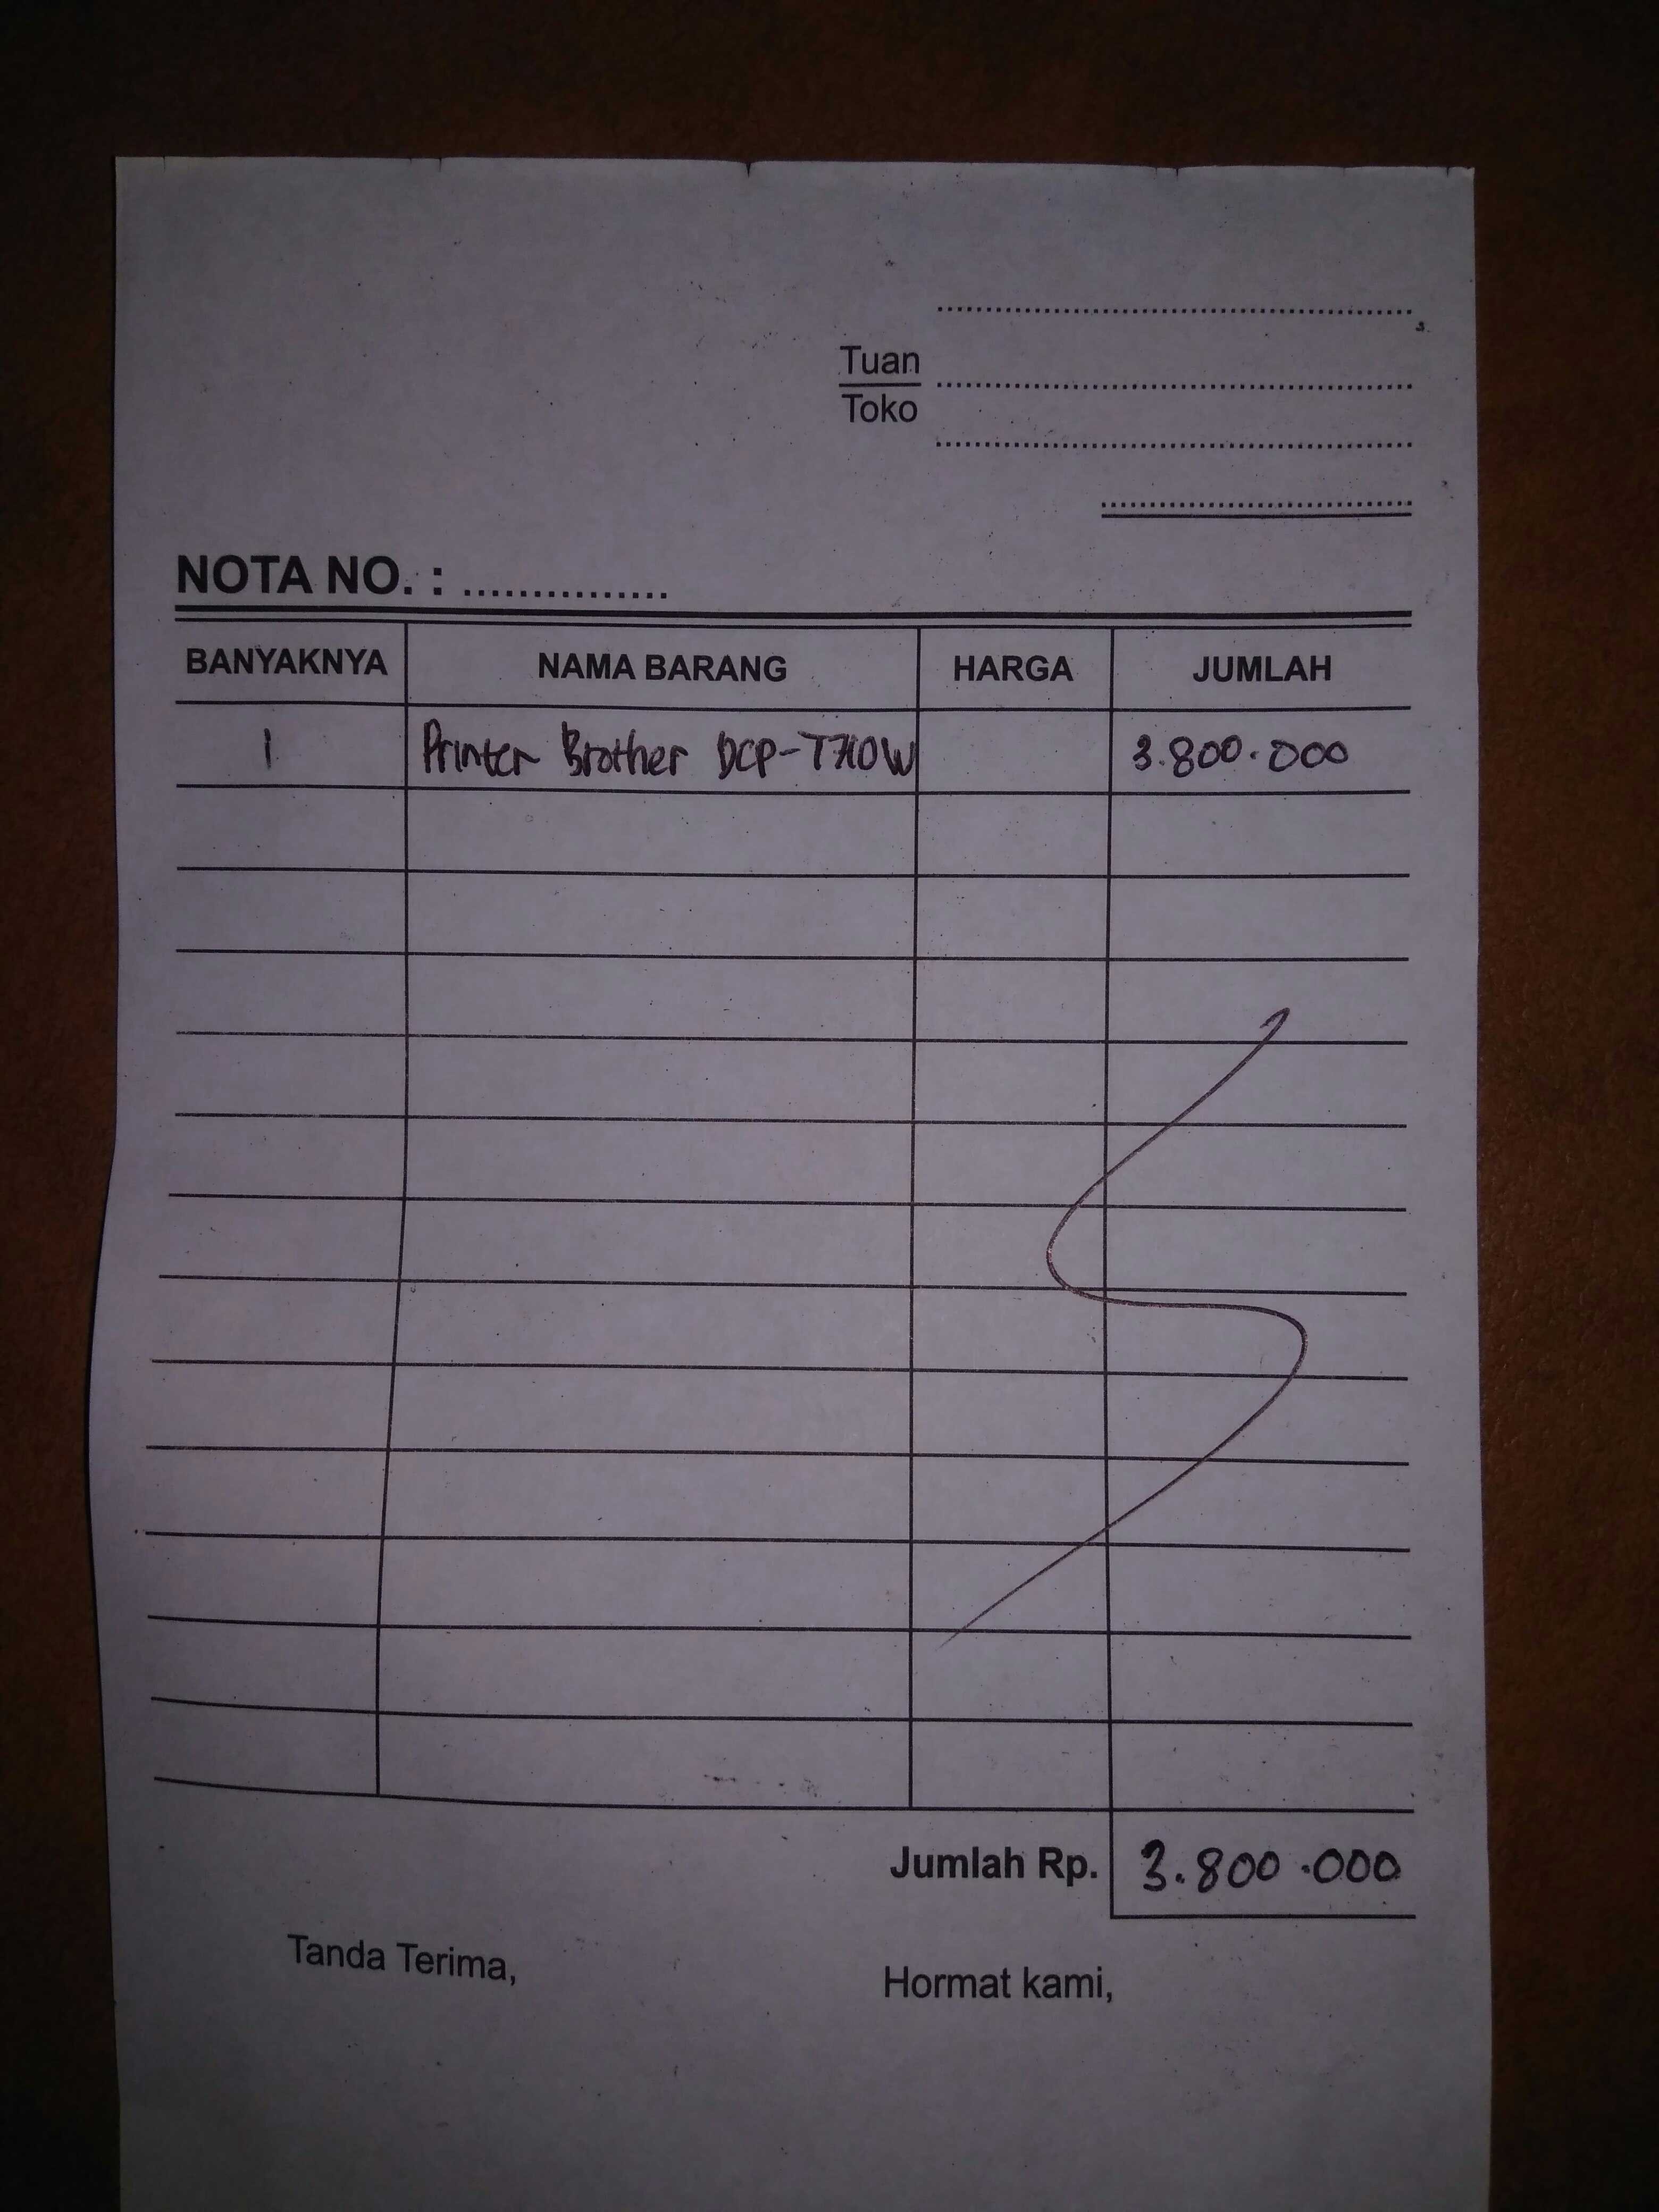 Tuan
Toko
NOTA NO. : ................
BANYAKNYA NAMA BARANG HARGA JUMLAH
1 Printer Brother DCP-T710W 3.800.000
Jumlah Rp. 3.800.000
Tanda Terima,
Hormat kami,